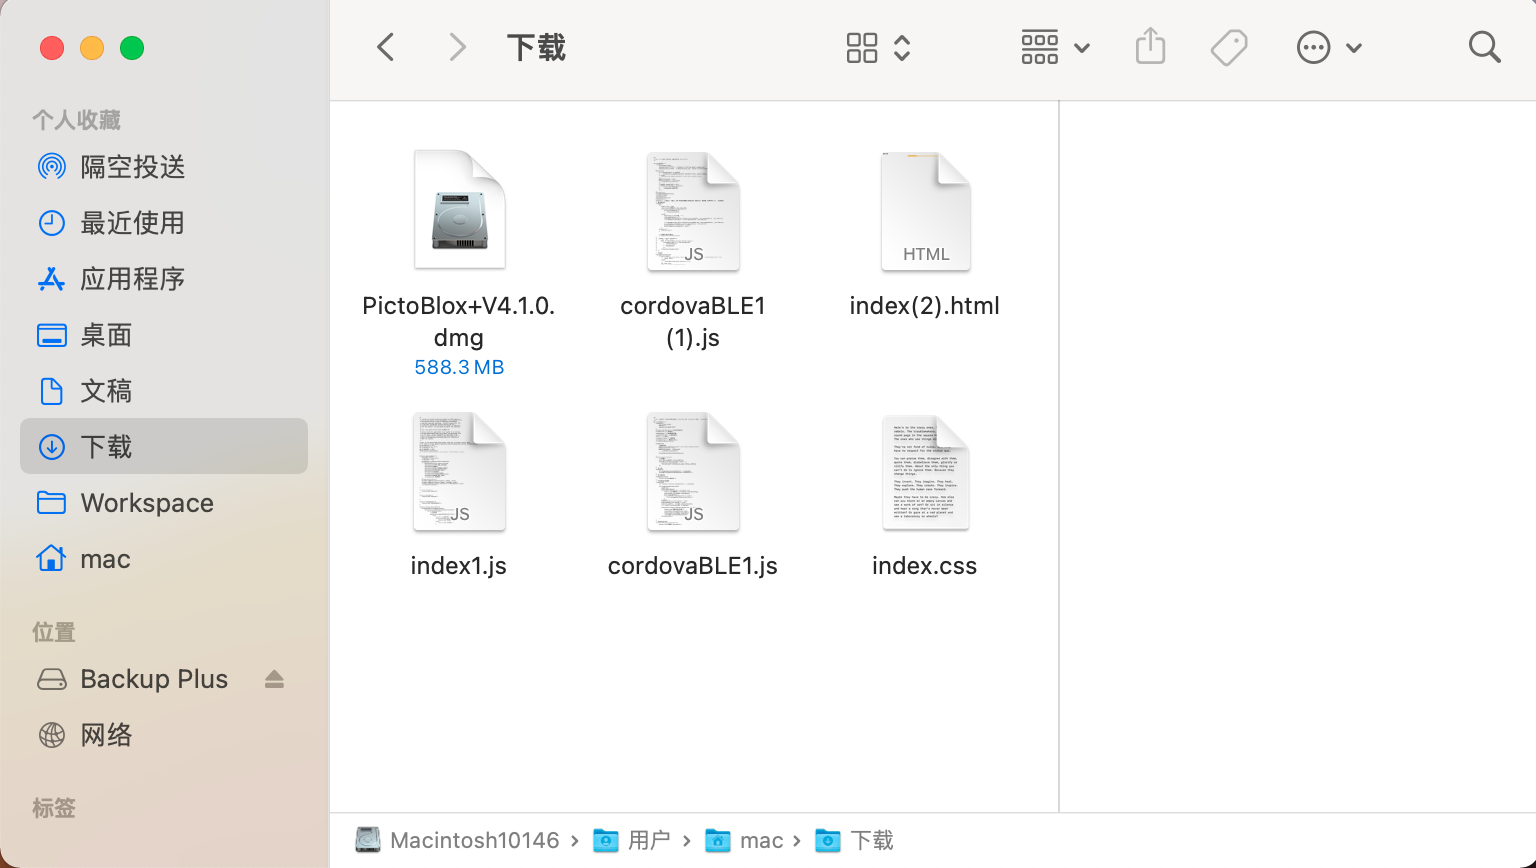 下载
个人收藏
隔空投送
最近使用
应用程序
桌面
文稿
下载
Workspace
mac
位置
Backup Plus
网络
标签
PictoBlox+V4.1.0.
dmg
588.3 MB
JS
cordovaBLE1
(1).js
HTML
index(2).html
JS
index1.js
JS
cordovaBLE1.js
index.css
Macintosh10146 › 用户 › mac › 下载